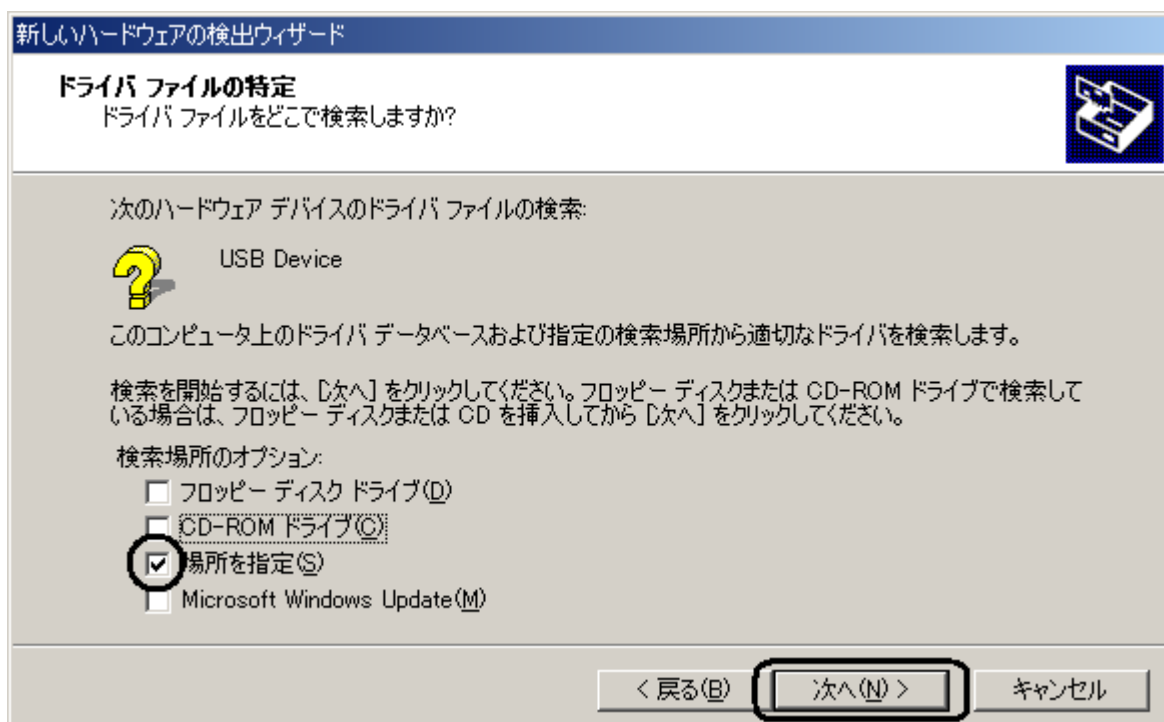 新しいハードウェアの検出ウィザード
ドライバ ファイルの特定
ドライバ ファイルをどこで検索しますか?
次のハードウェア デバイスのドライバ ファイルの検索:
USB Device
このコンピュータ上のドライバ データベースおよび指定の検索場所から適切なドライバを検索します。
検索を開始するには、[次へ] をクリックしてください。フロッピー ディスクまたは CD-ROM ドライブで検索して
いる場合は、フロッピー ディスクまたは CD を挿入してから [次へ] をクリックしてください。
検索場所のオプション:
フロッピー ディスク ドライブ(D)
CD-ROM ドライブ(C)
場所を指定(S)
Microsoft Windows Update(M)
< 戻る(B) 次へ(N) > キャンセル